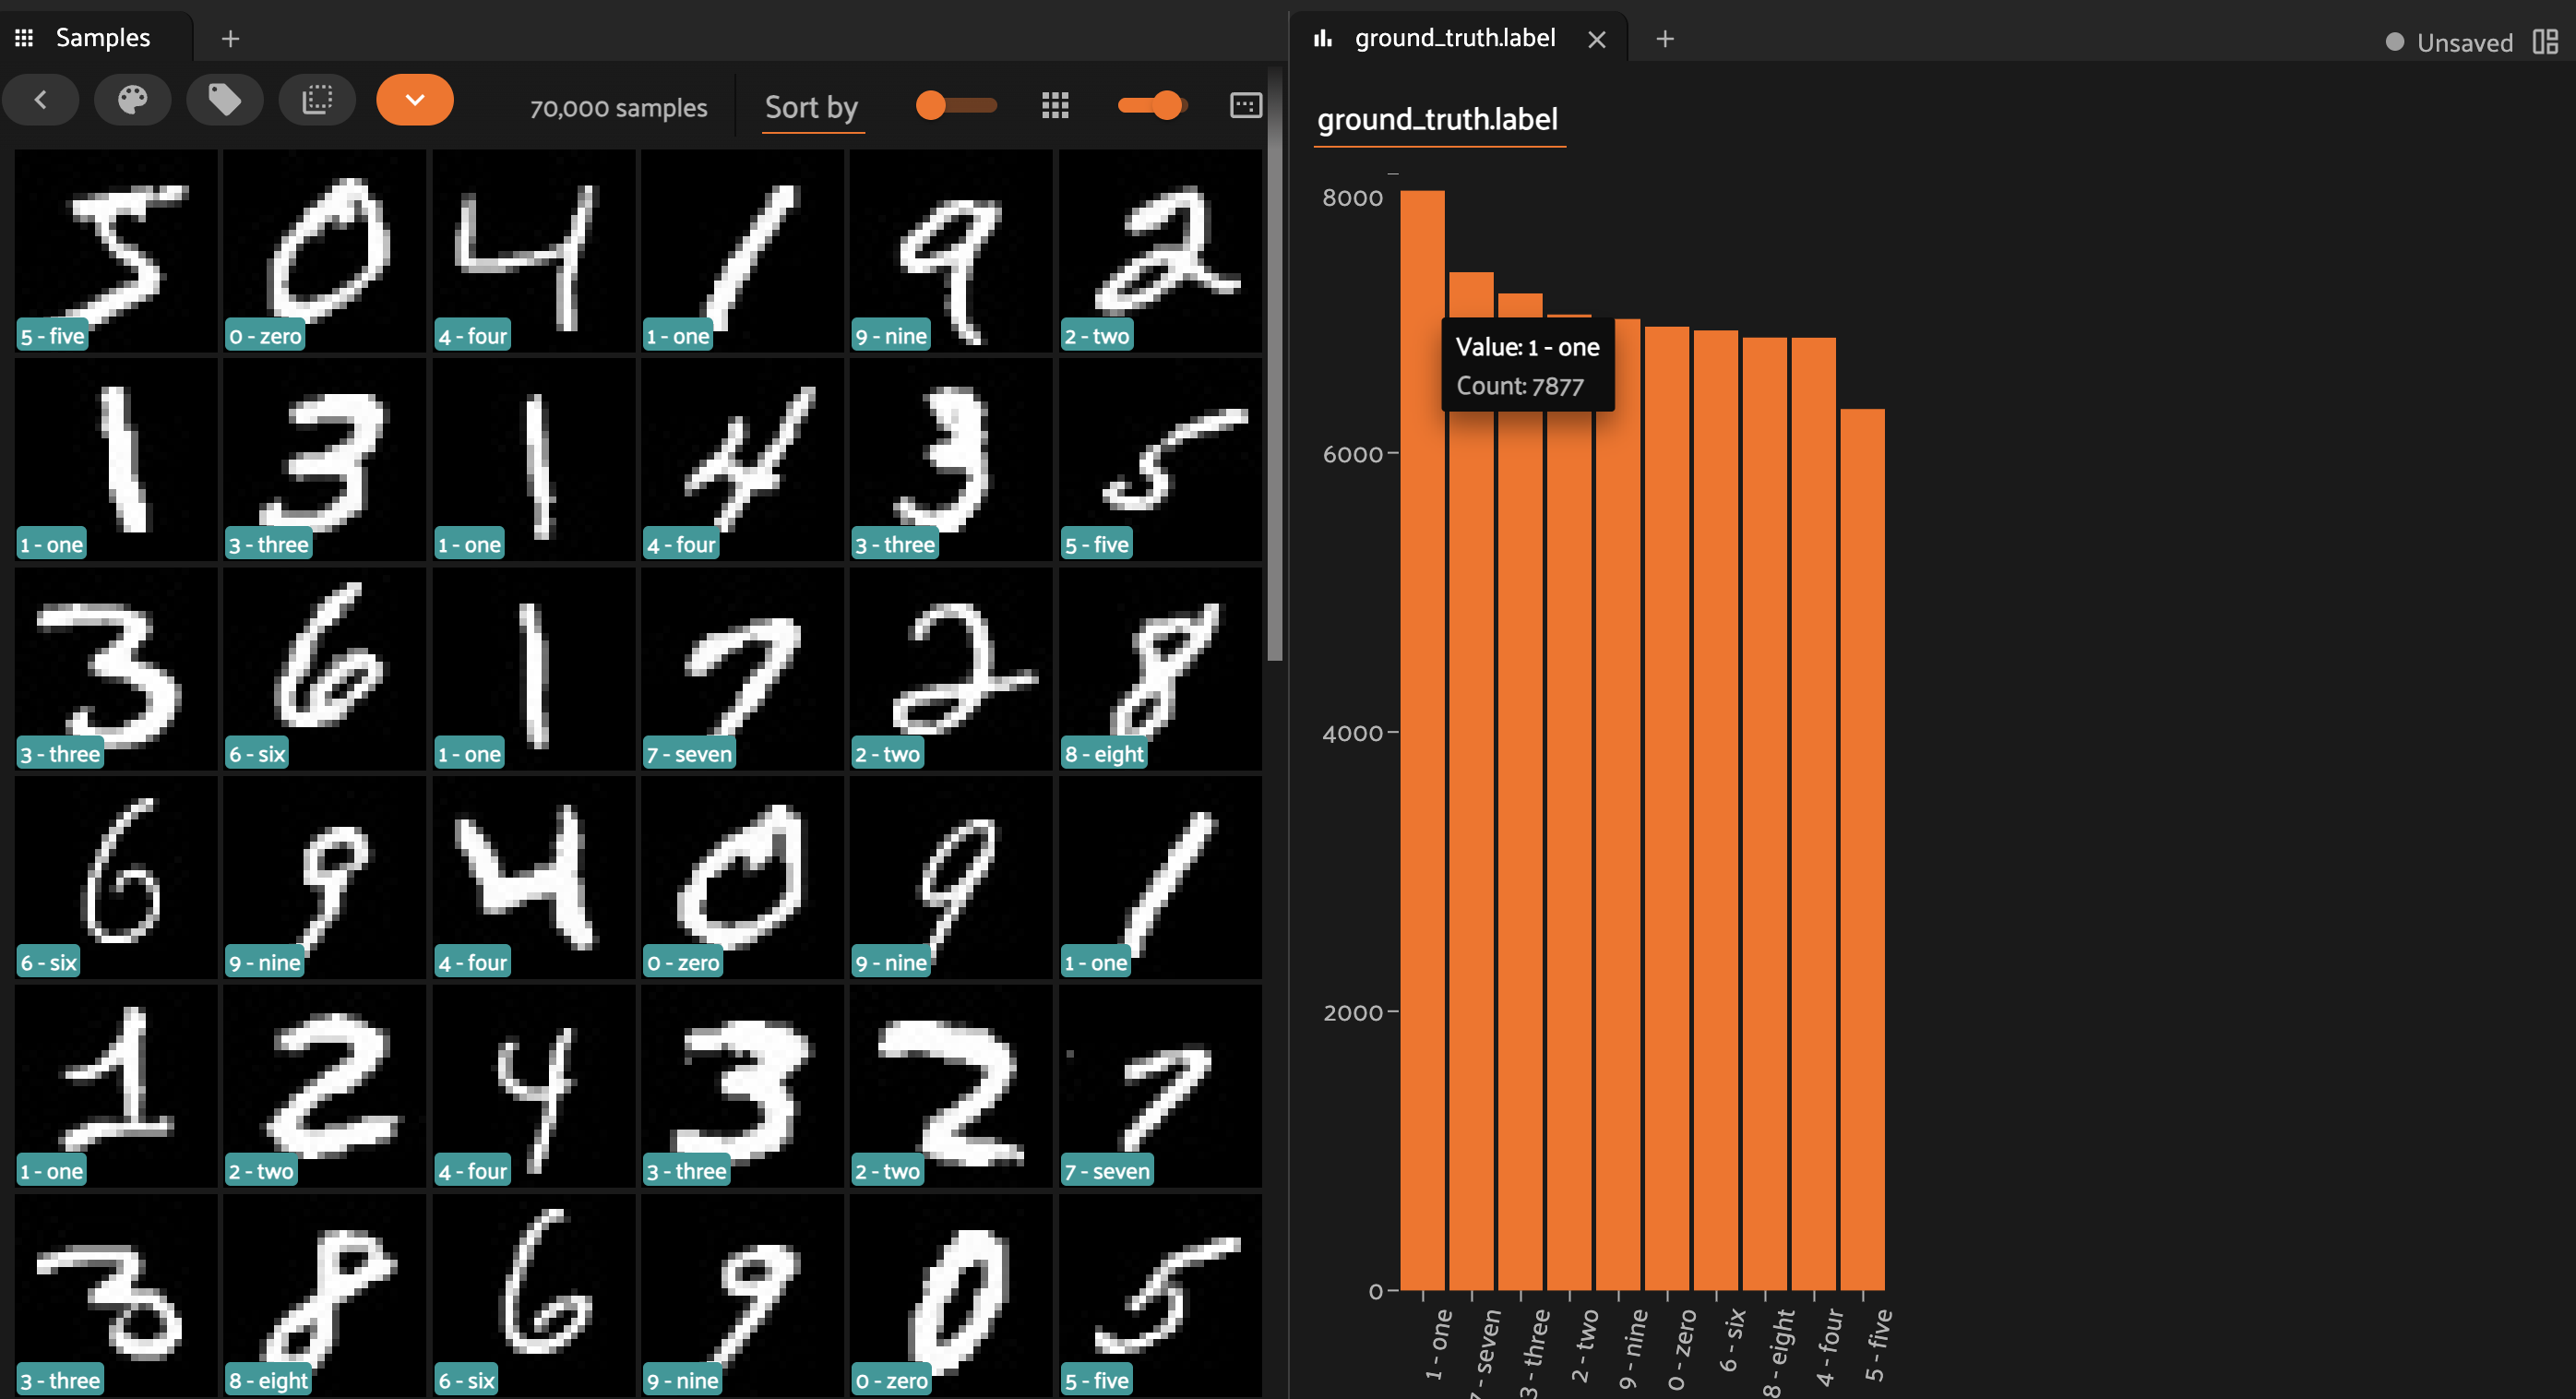 Samples
ground_truth.label
Unsaved
70,000 samples
Sort by
5 - five
0 - zero
4 - four
1 - one
9 - nine
2 - two
1 - one
3 - three
1 - one
4 - four
3 - three
5 - five
3 - three
6 - six
1 - one
7 - seven
2 - two
8 - eight
6 - six
9 - nine
4 - four
0 - zero
9 - nine
1 - one
1 - one
2 - two
4 - four
3 - three
2 - two
7 - seven
3 - three
8 - eight
6 - six
9 - nine
0 - zero
5 - five
ground_truth.label
8000
6000
4000
2000
0
Value: 1 - one
Count: 7877
1 - one
7 - seven
3 - three
2 - two
9 - nine
0 - zero
6 - six
8 - eight
4 - four
5 - five